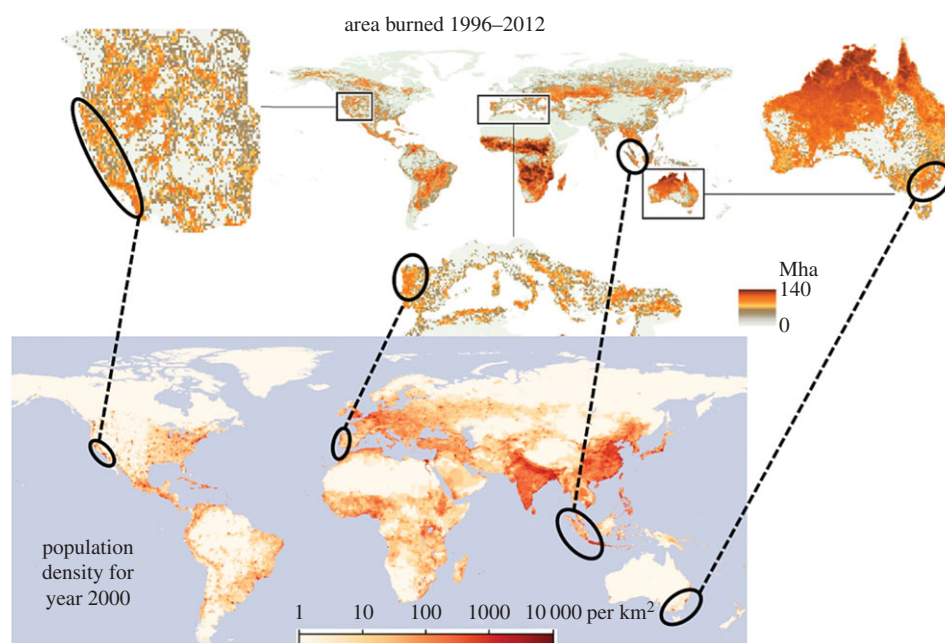 area burned 1996–2012
Mha
140
0
population
density for
year 2000
1 10 100 1000 10 000 per km²